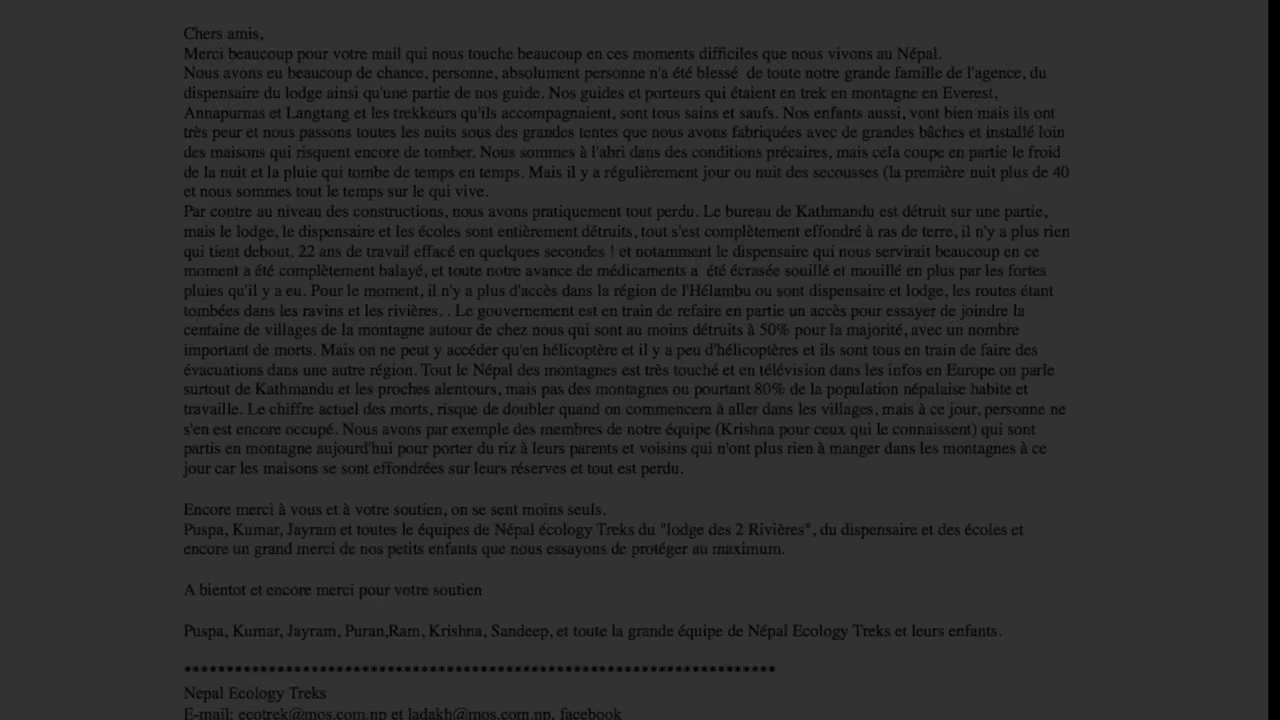 Chers amis,
Merci beaucoup pour votre mail qui nous touche beaucoup en ces moments difficiles que nous vivons au Népal.
Nous avons eu beaucoup de chance, personne, absolument personne n'a été blessé  de toute notre grande famille de l'agence, du
dispensaire du lodge ainsi qu'une partie de nos guide. Nos guides et porteurs qui étaient en trek en montagne en Everest,
Annapurnas et Langtang et les trekkeurs qu'ils accompagnaient, sont tous sains et saufs. Nos enfants aussi, vont bien mais ils ont
très peur et nous passons toutes les nuits sous des grandes tentes que nous avons fabriquées avec de grandes bâches et installé loin
des maisons qui risquent encore de tomber. Nous sommes à l'abri dans des conditions précaires, mais cela coupe en partie le froid
de la nuit et la pluie qui tombe de temps en temps. Mais il y a régulièrement jour ou nuit des secousses (la première nuit plus de 40
et nous sommes tout le temps sur le qui vive.
Par contre au niveau des constructions, nous avons pratiquement tout perdu. Le bureau de Kathmandu est détruit sur une partie,
mais le lodge, le dispensaire et les écoles sont entièrement détruits, tout s'est complètement effondré à ras de terre, il n'y a plus rien
qui tient debout. 22 ans de travail effacé en quelques secondes ! et notamment le dispensaire qui nous servirait beaucoup en ce
moment a été complètement balayé, et toute notre avance de médicaments a  été écrasée souillé et mouillé en plus par les fortes
pluies qu'il y a eu. Pour le moment, il n'y a plus d'accès dans la région de l'Hélambu ou sont dispensaire et lodge, les routes étant
tombées dans les ravins et les rivières. . Le gouvernement est en train de refaire en partie un accès pour essayer de joindre la
centaine de villages de la montagne autour de chez nous qui sont au moins détruits à 50% pour la majorité, avec un nombre
important de morts. Mais on ne peut y accéder qu'en hélicoptère et il y a peu d'hélicoptères et ils sont tous en train de faire des
évacuations dans une autre région. Tout le Népal des montagnes est très touché et en télévision dans les infos en Europe on parle
surtout de Kathmandu et les proches alentours, mais pas des montagnes ou pourtant 80% de la population népalaise habite et
travaille. Le chiffre actuel des morts, risque de doubler quand on commencera à aller dans les villages, mais à ce jour, personne ne
s'en est encore occupé. Nous avons par exemple des membres de notre équipe (Krishna pour ceux qui le connaissent) qui sont
partis en montagne aujourd'hui pour porter du riz à leurs parents et voisins qui n'ont plus rien à manger dans les montagnes à ce
jour car les maisons se sont effondrées sur leurs réserves et tout est perdu.
Encore merci à vous et à votre soutien, on se sent moins seuls.
Puspa, Kumar, Jayram et toutes le équipes de Népal écology Treks du "lodge des 2 Rivières", du dispensaire et des écoles et
encore un grand merci de nos petits enfants que nous essayons de protéger au maximum.
A bientot et encore merci pour votre soutien
Puspa, Kumar, Jayram, Puran,Ram, Krishna, Sandeep, et toute la grande équipe de Népal Ecology Treks et leurs enfants.
**********************************************************************
Nepal Ecology Treks
E-mail: ecotrek@mos.com.np et ladakh@mos.com.np, facebook